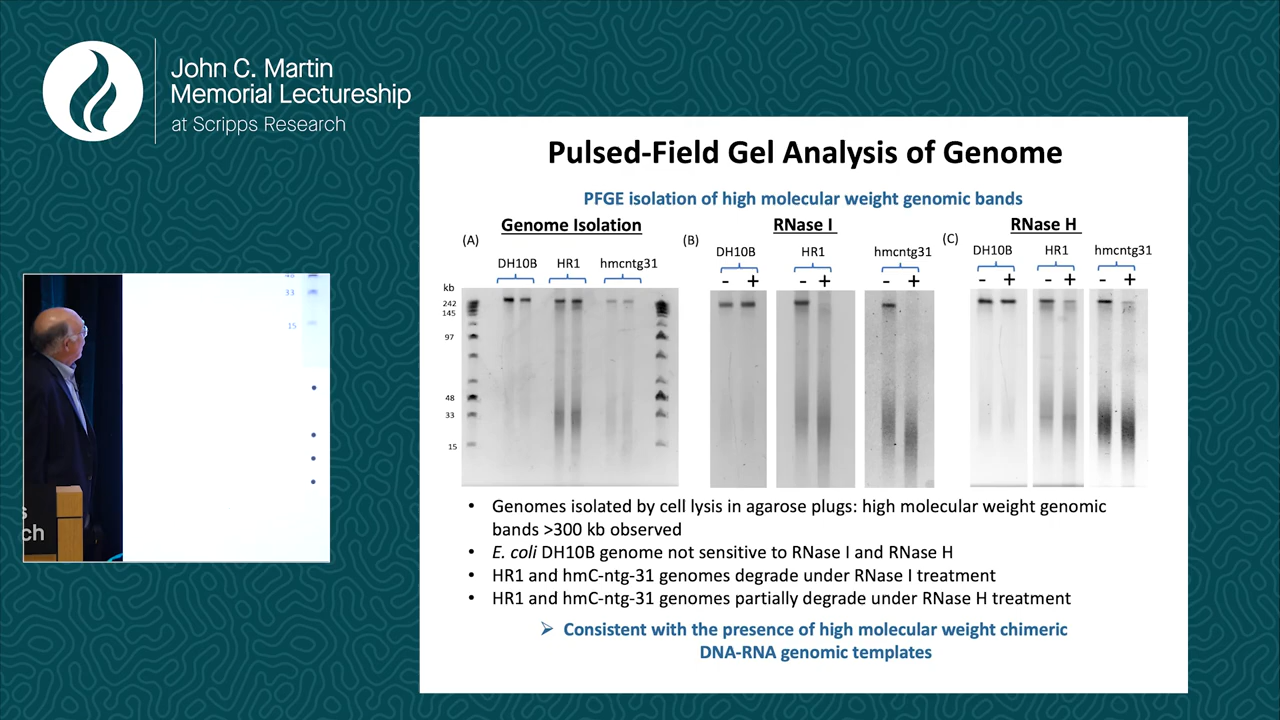 John C. Martin
Memorial Lectureship
at Scripps Research
Pulsed-Field Gel Analysis of Genome
PFGE isolation of high molecular weight genomic bands
Genome Isolation
RNase I
RNase H
(A)
(B)
(C)
DH10B
HR1
hmcntg31
DH10B
HR1
hmcntg31
DH10B
HR1
hmcntg31
- + - + - +
- + - + - +
kb
242
145
97
48
33
15
33
15
ch
• Genomes isolated by cell lysis in agarose plugs: high molecular weight genomic
bands >300 kb observed
• E. coli DH10B genome not sensitive to RNase I and RNase H
• HR1 and hmC-ntg-31 genomes degrade under RNase I treatment
• HR1 and hmC-ntg-31 genomes partially degrade under RNase H treatment
➢ Consistent with the presence of high molecular weight chimeric
DNA-RNA genomic templates